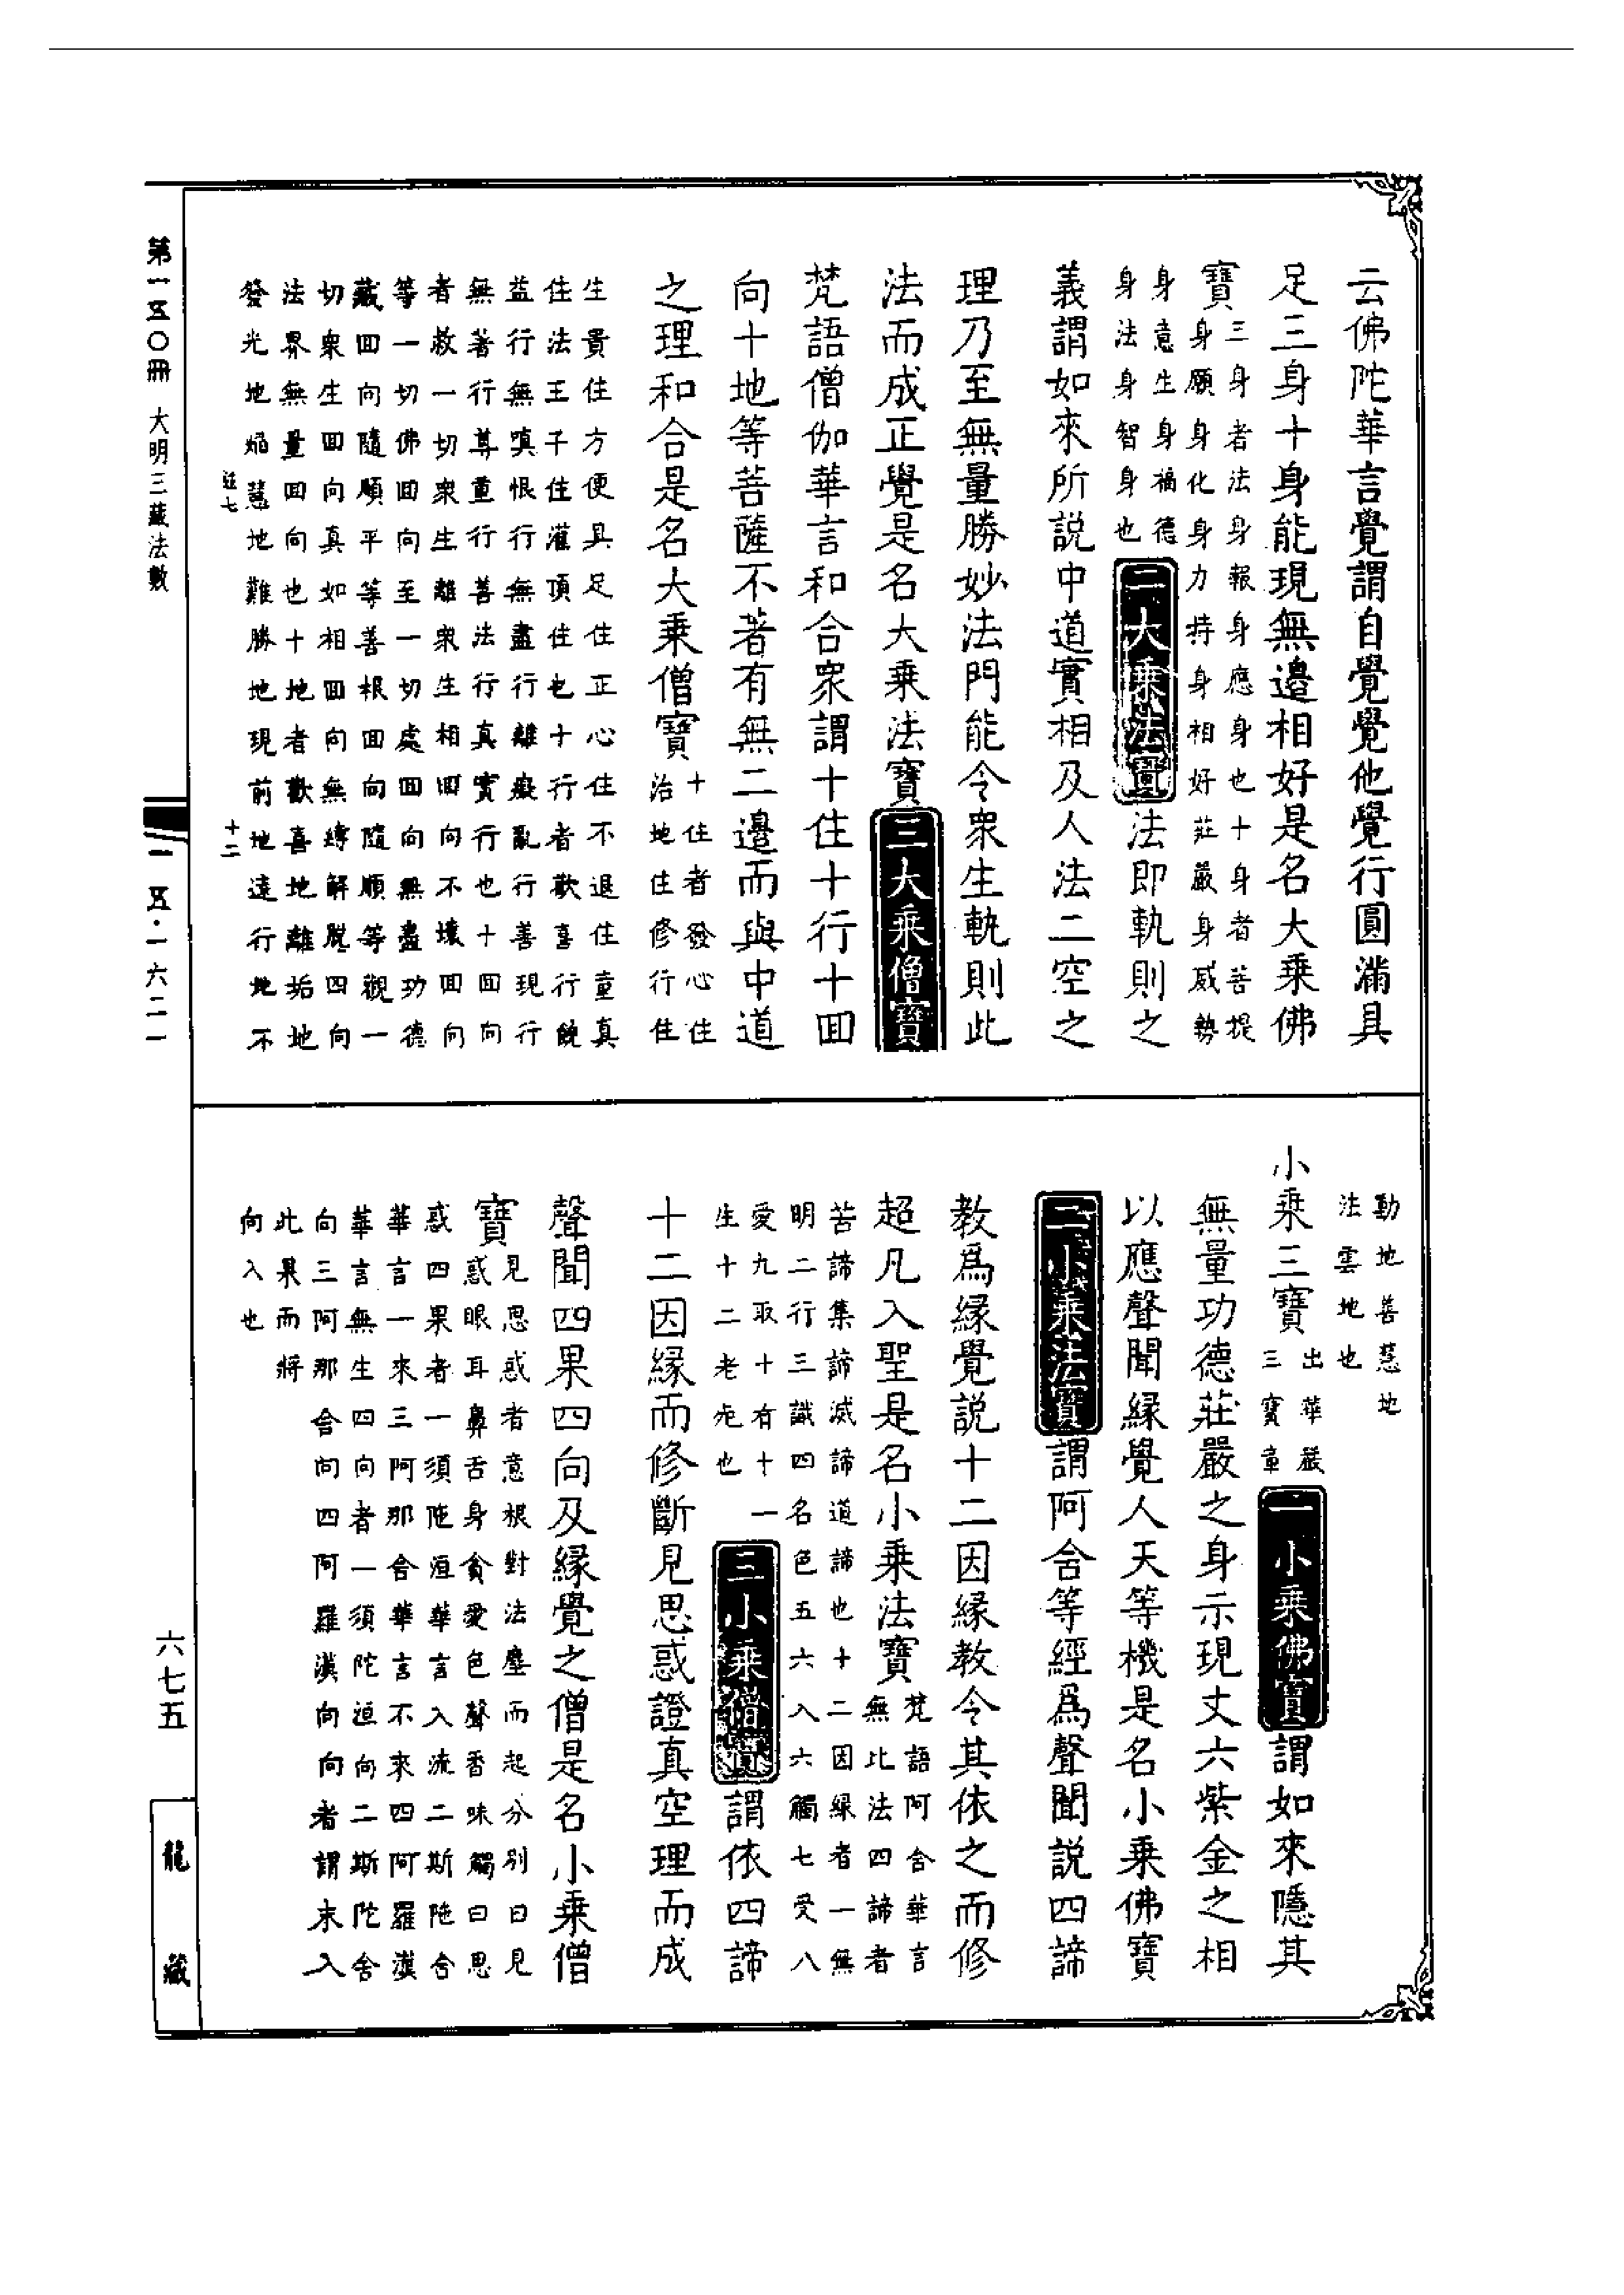 云佛陀華言覺謂自覺覺他覺行圓滿具
足三身十身能現無邊相好是名大乘佛
寶
三身者法身報身應身也十身者菩提
身願身化身力持身相好莊嚴身威勢
身意生身福德
身法身智身也
二大乘法寶
法即軌則之
義謂如來所說中道實相及人法二空之
理乃至無量勝妙法門能令眾生軌則此
法而成正覺是名大乘法寶
三大乘僧寶
梵語僧伽華言和合眾謂十住十行十回
向十地等菩薩不著有無二邊而與中道
之理和合是名大乘僧寶
十住者發心住
治地住修行住
生貴住方便具足住正心住不退住童真
住法王子住灌頂住也十行者歡喜行饒
益行無嗔恨行無盡行離癡亂行善現行
無著行尊重行善法行真實行也十回向
者救一切眾生離眾生相回向不壞回向
等一切佛回向至一切處回向無盡功德
藏回向隨順平等善根回向隨順等觀一
切眾生回向真如相回向無縛解脫回向
法界無量回向也十地者歡喜地離垢地
發光地焰慧地難勝地現前地遠行地不
第一五〇冊 大明三藏法數
十二
一五·一六二一
動地善慧地
法雲地也
小乘三寶
出華嚴
三寶章
一小乘佛寶
謂如來隱其
無量功德莊嚴之身示現丈六紫金之相
以應聲聞緣覺人天等機是名小乘佛寶
二小乘法寶
謂阿含等經爲聲聞說四諦
教爲緣覺說十二因緣教令其依之而修
超凡入聖是名小乘法寶
梵語阿含華言
無比法四諦者
苦諦集諦滅諦道諦也十二因緣者一無
明二行三識四名色五六入六觸七受八
愛九取十有十一
生十二老死也
三小乘僧寶
謂依四諦
十二因緣而修斷見思惑證真空理而成
聲聞四果四向及緣覺之僧是名小乘僧
寶
見思惑者意根對法塵而起分別曰見
惑眼耳鼻舌身貪愛色聲香味觸曰思
惑四果者一須陀洹華言入流二斯陀含
華言一來三阿那含華言不來四阿羅漢
華言無生四向者一須陀洹向二斯陀含
向三阿那含向四阿羅漢向向者謂未入
此果而將
向入也
六七五
龍藏